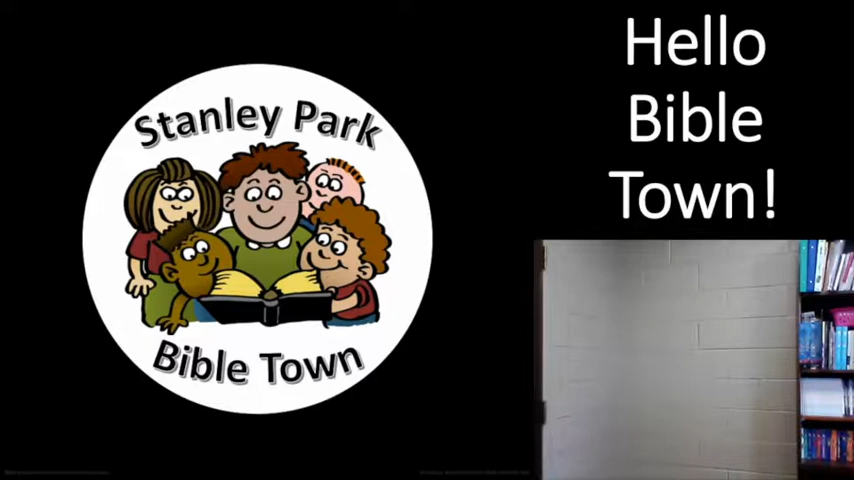 Stanley Park
Bible Town
Hello
Bible
Town!